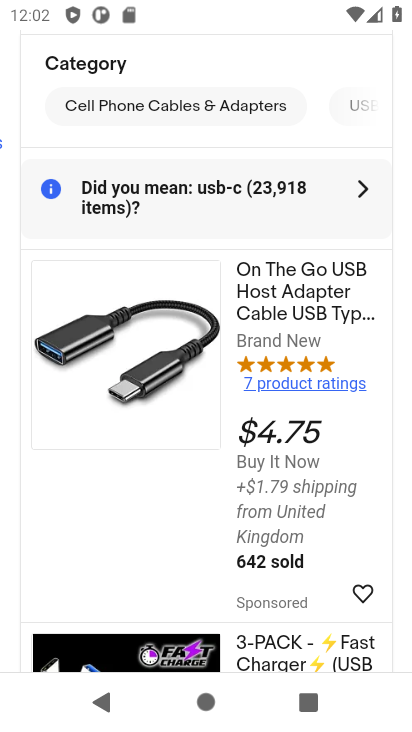 12:02
Category
Cell Phone Cables & Adapters
USB
Did you mean: usb-c (23,918
items)?
On The Go USB
Host Adapter
Cable USB Typ...
Brand New
7 product ratings
$4.75
Buy It Now
+$1.79 shipping
from United
Kingdom
642 sold
Sponsored
FAST
CHARGE
3-PACK - ⚡Fast
Charger⚡ (USB